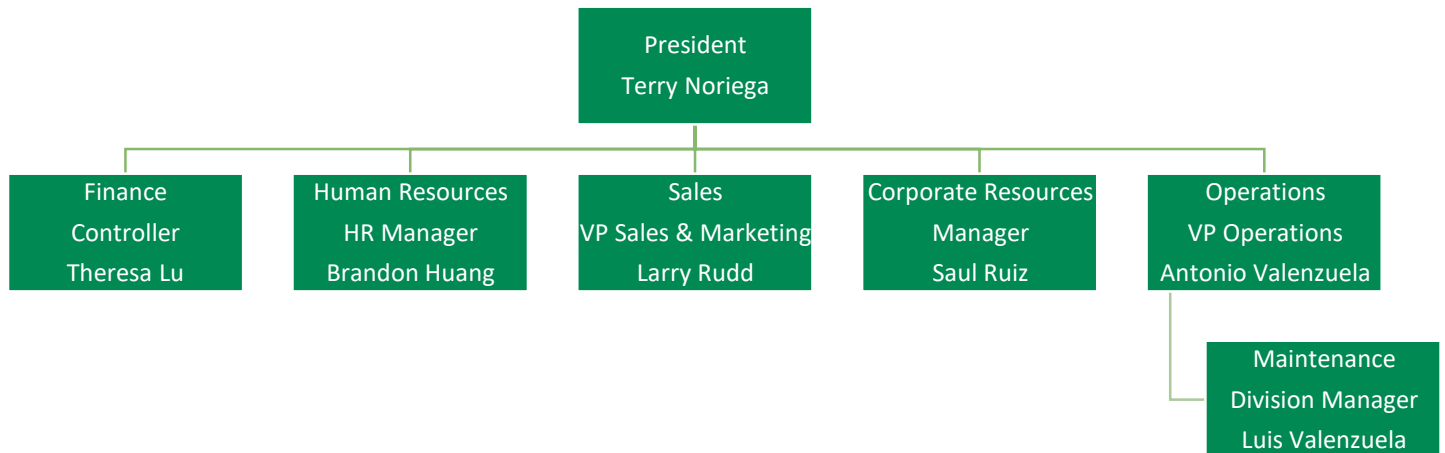 President
Terry Noriega
Finance
Controller
Theresa Lu
Human Resources
HR Manager
Brandon Huang
Sales
VP Sales & Marketing
Larry Rudd
Corporate Resources
Manager
Saul Ruiz
Operations
VP Operations
Antonio Valenzuela
Maintenance
Division Manager
Luis Valenzuela